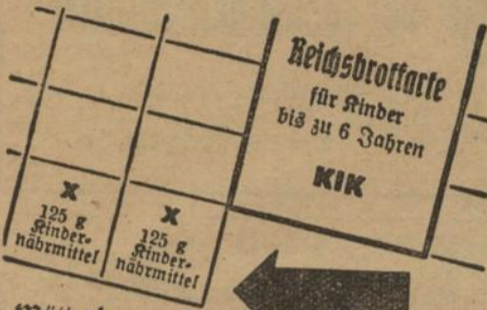 Reichsbrotkarte
für Kinder
bis zu 6 Jahren
KIK
X
125 g
Kinder-
nährmittel
X
125 g
Kinder-
nährmittel